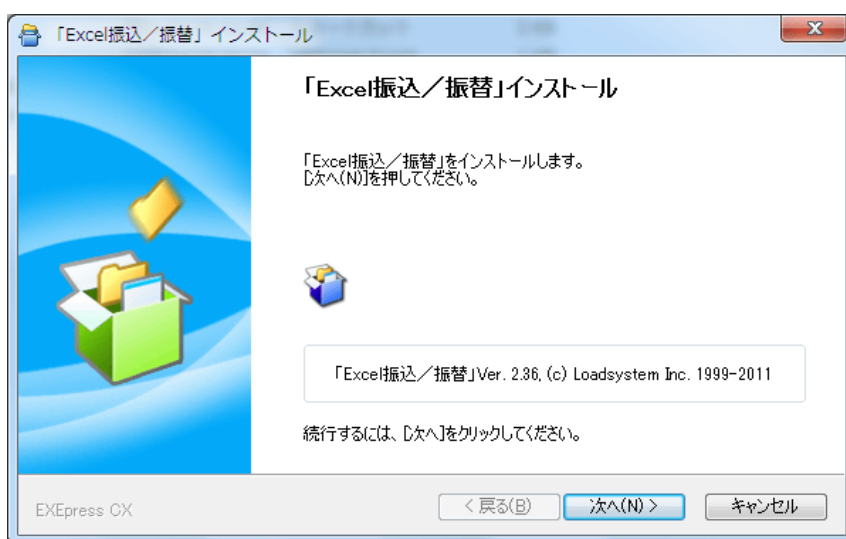 「Excel振込／振替」 インストール
「Excel振込／振替」インストール
「Excel振込／振替」をインストールします。
[次へ(N)]を押してください。
「Excel振込／振替」Ver. 2.36, (c) Loadsystem Inc. 1999-2011
続行するには、[次へ]をクリックしてください。
EXEpress CX
< 戻る(B)
次へ(N) >
キャンセル